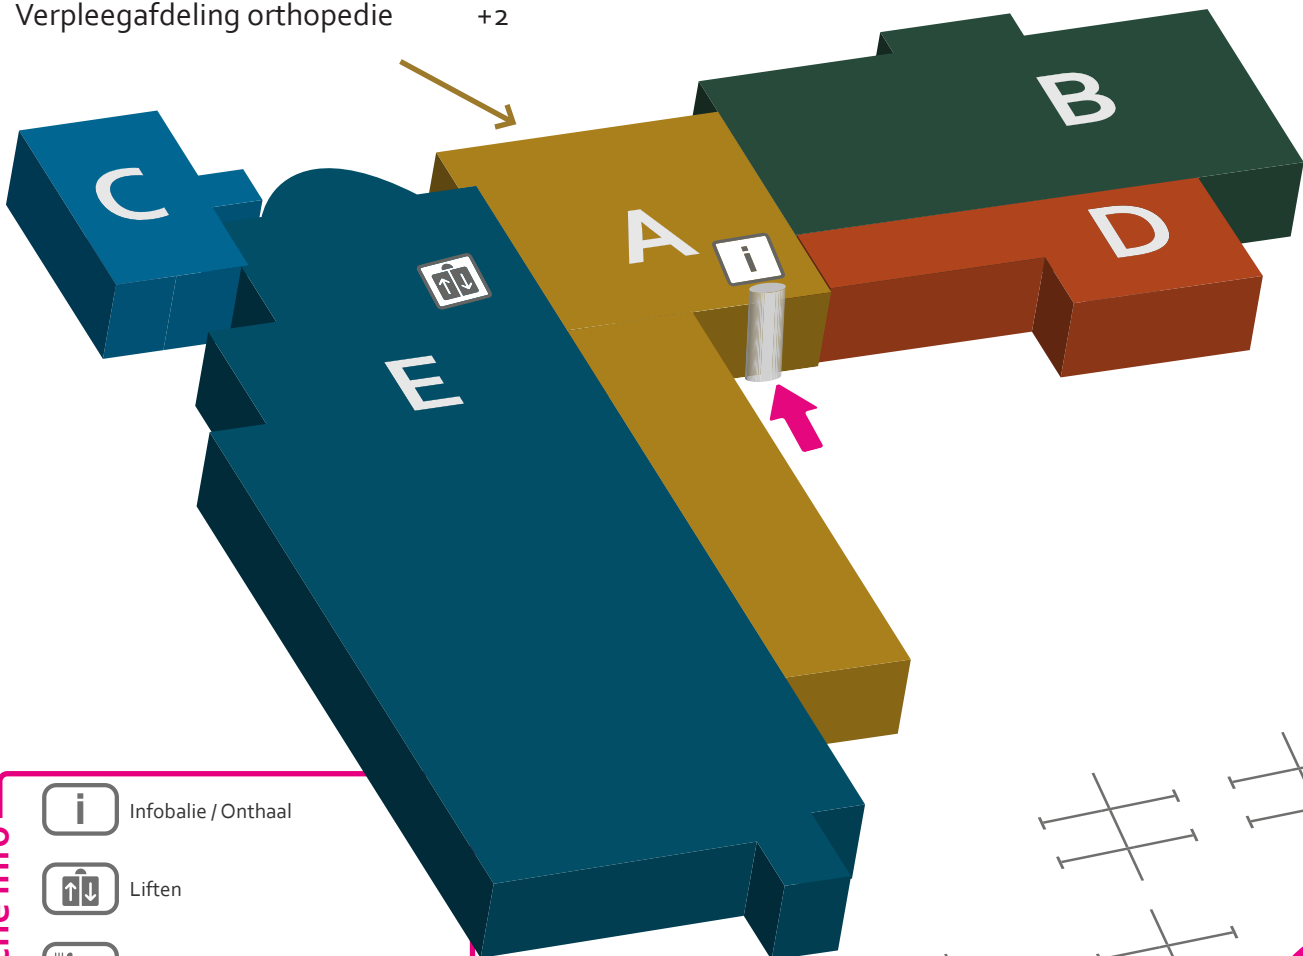 Verpleegafdeling orthopedie +2
B
C
A
i
D
E
i Infobalie / Onthaal
Liften